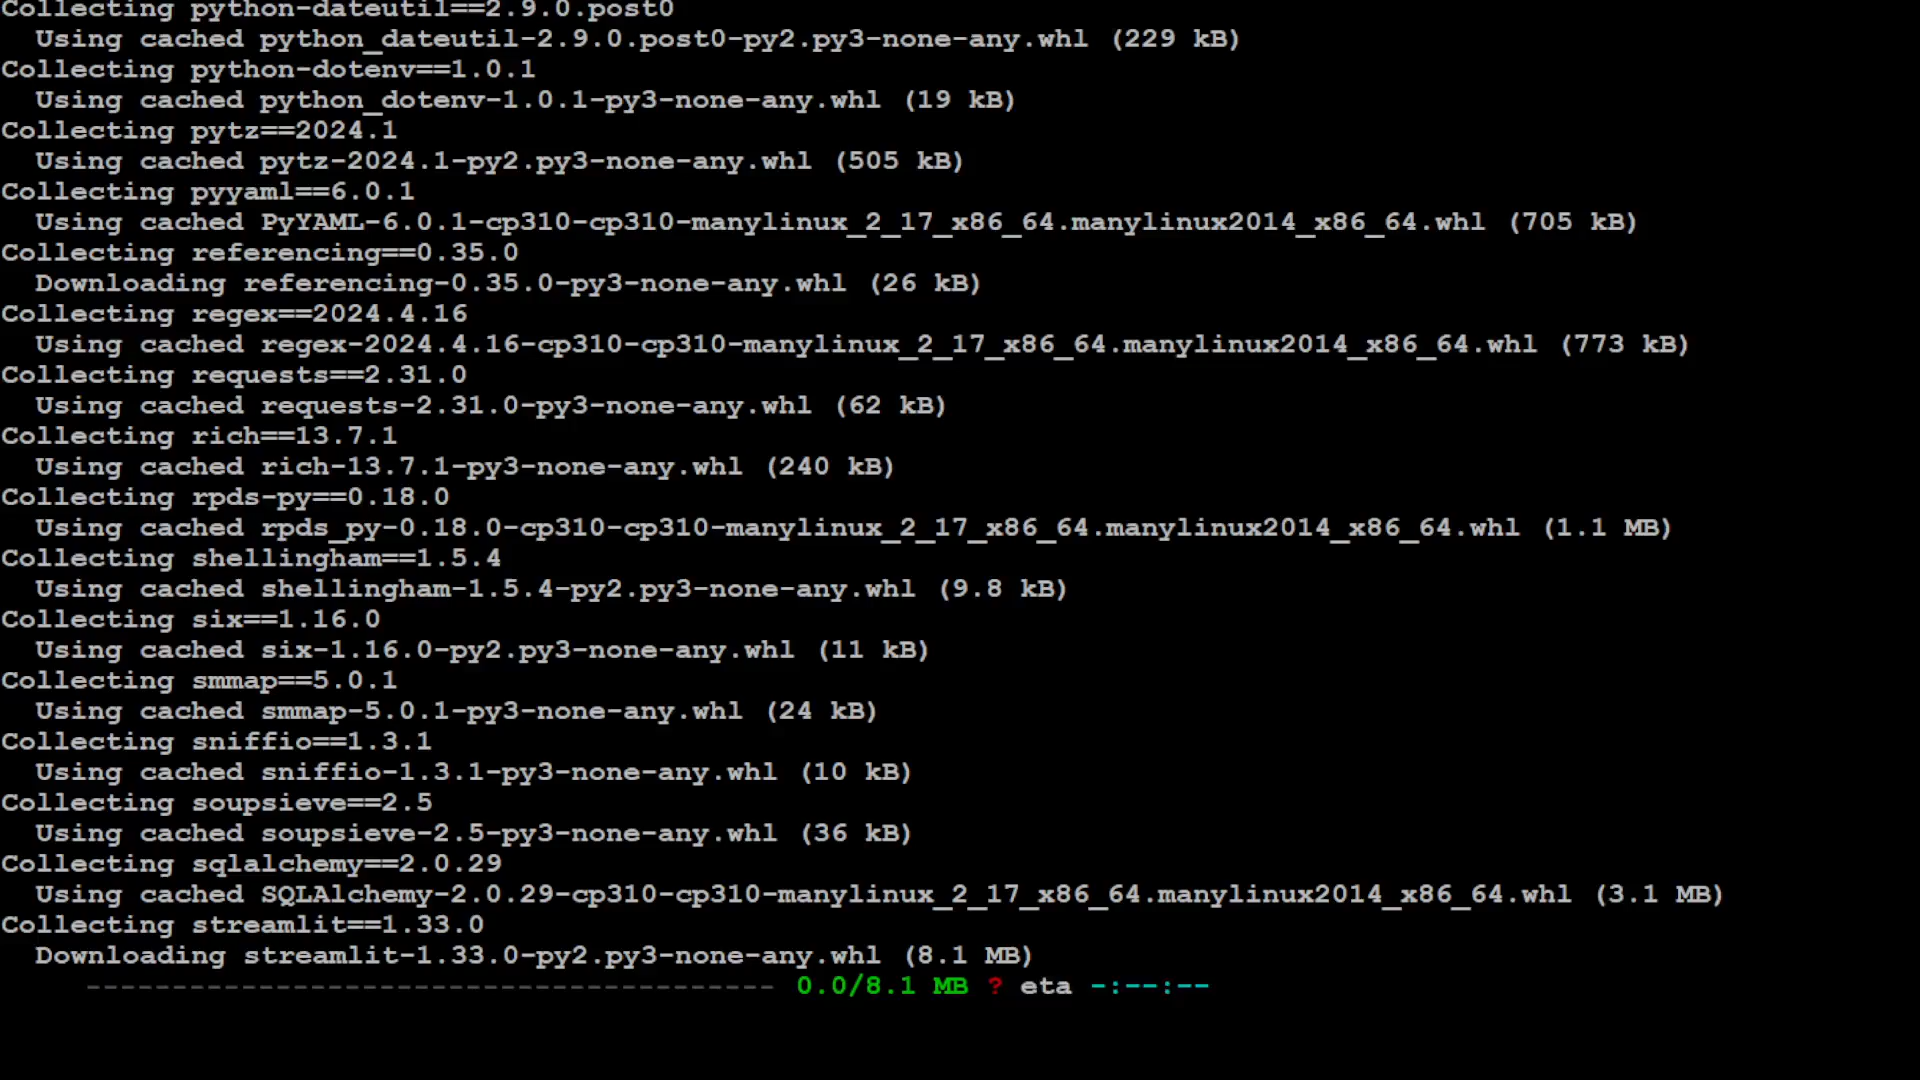 Collecting python-dateutil==2.9.0.post0
Using cached python_dateutil-2.9.0.post0-py2.py3-none-any.whl (229 kB)
Collecting python-dotenv==1.0.1
Using cached python_dotenv-1.0.1-py3-none-any.whl (19 kB)
Collecting pytz==2024.1
Using cached pytz-2024.1-py2.py3-none-any.whl (505 kB)
Collecting pyyaml==6.0.1
Using cached PyYAML-6.0.1-cp310-cp310-manylinux_2_17_x86_64.manylinux2014_x86_64.whl (705 kB)
Collecting referencing==0.35.0
Downloading referencing-0.35.0-py3-none-any.whl (26 kB)
Collecting regex==2024.4.16
Using cached regex-2024.4.16-cp310-cp310-manylinux_2_17_x86_64.manylinux2014_x86_64.whl (773 kB)
Collecting requests==2.31.0
Using cached requests-2.31.0-py3-none-any.whl (62 kB)
Collecting rich==13.7.1
Using cached rich-13.7.1-py3-none-any.whl (240 kB)
Collecting rpds-py==0.18.0
Using cached rpds_py-0.18.0-cp310-cp310-manylinux_2_17_x86_64.manylinux2014_x86_64.whl (1.1 MB)
Collecting shellingham==1.5.4
Using cached shellingham-1.5.4-py2.py3-none-any.whl (9.8 kB)
Collecting six==1.16.0
Using cached six-1.16.0-py2.py3-none-any.whl (11 kB)
Collecting smmap==5.0.1
Using cached smmap-5.0.1-py3-none-any.whl (24 kB)
Collecting sniffio==1.3.1
Using cached sniffio-1.3.1-py3-none-any.whl (10 kB)
Collecting soupsieve==2.5
Using cached soupsieve-2.5-py3-none-any.whl (36 kB)
Collecting sqlalchemy==2.0.29
Using cached SQLAlchemy-2.0.29-cp310-cp310-manylinux_2_17_x86_64.manylinux2014_x86_64.whl (3.1 MB)
Collecting streamlit==1.33.0
Downloading streamlit-1.33.0-py2.py3-none-any.whl (8.1 MB)
---------------------------------------- 0.0/8.1 MB ? eta -:--:--